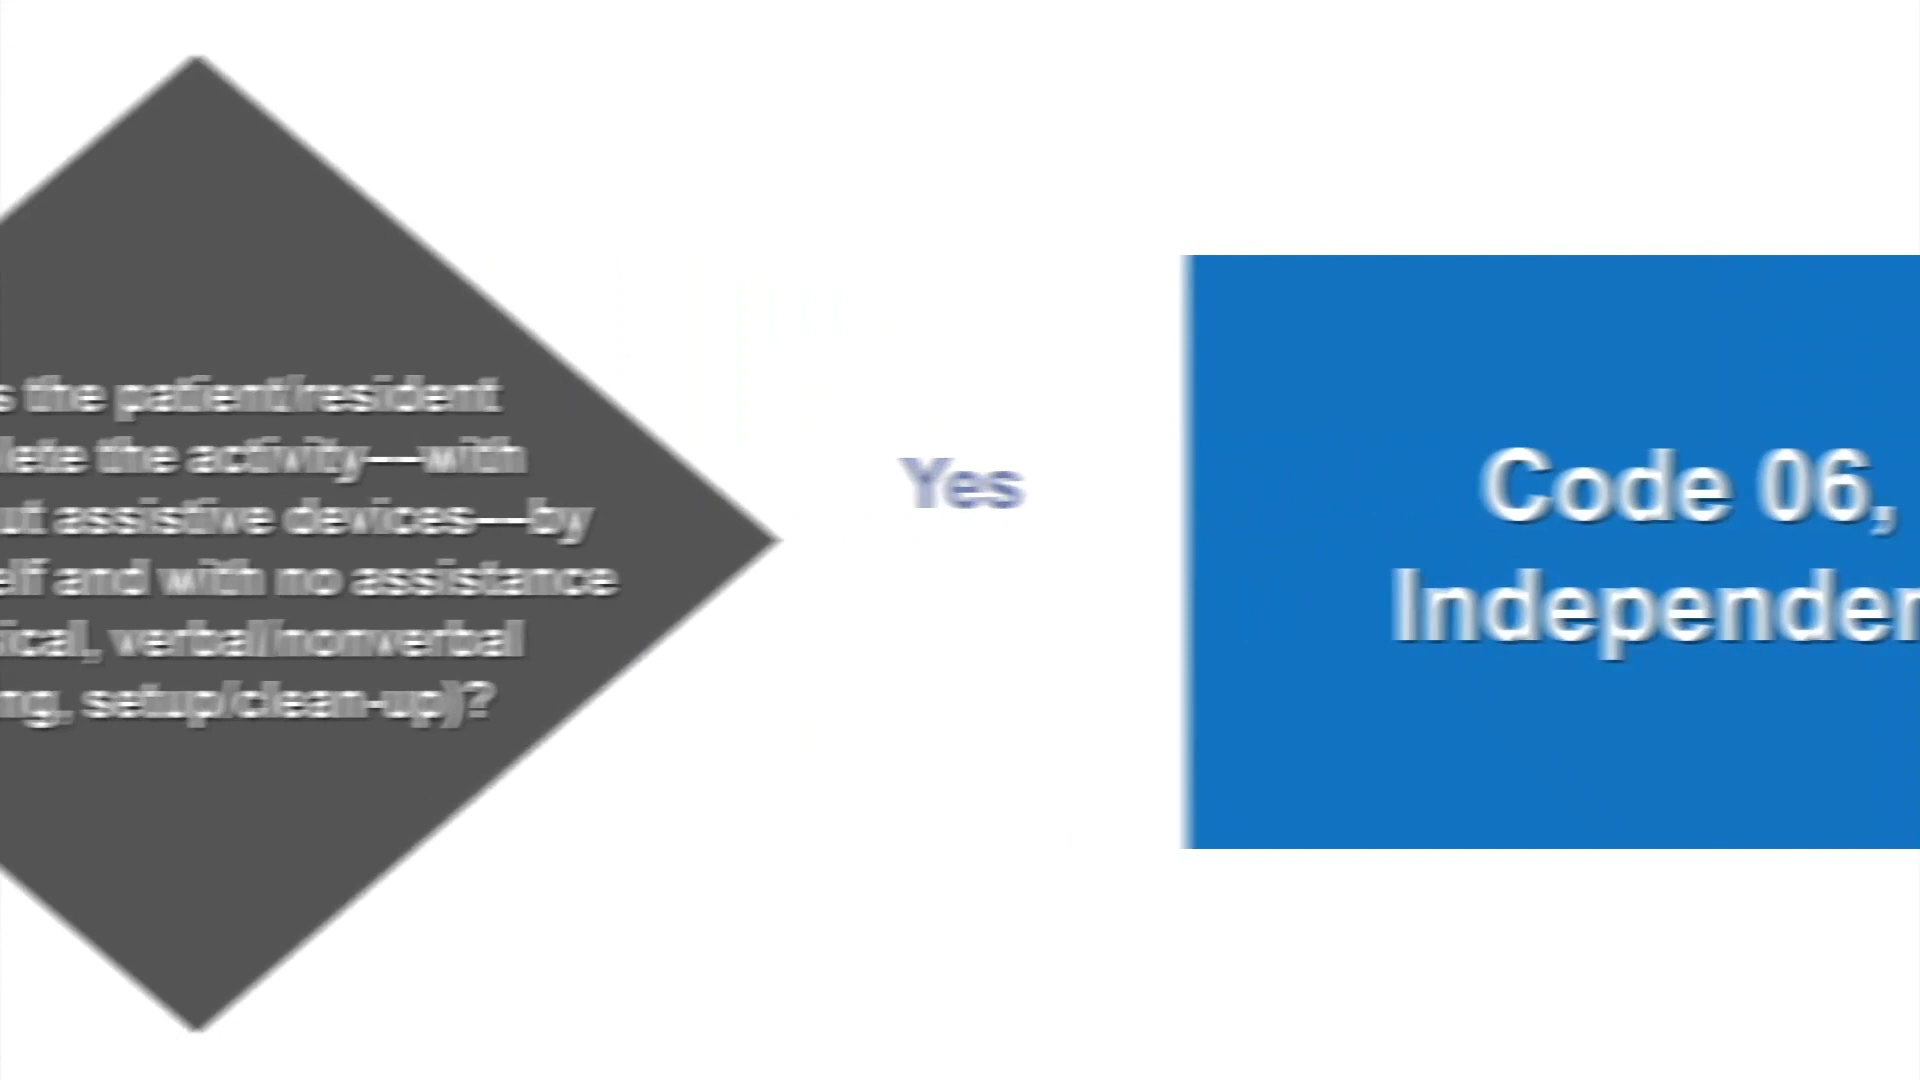 s the patient/resident
lete the activity—with
ut assistive devices—by
elf and with no assistance
ical, verbal/nonverbal
ng, setup/clean-up)?
Yes
Code 06,
Independen